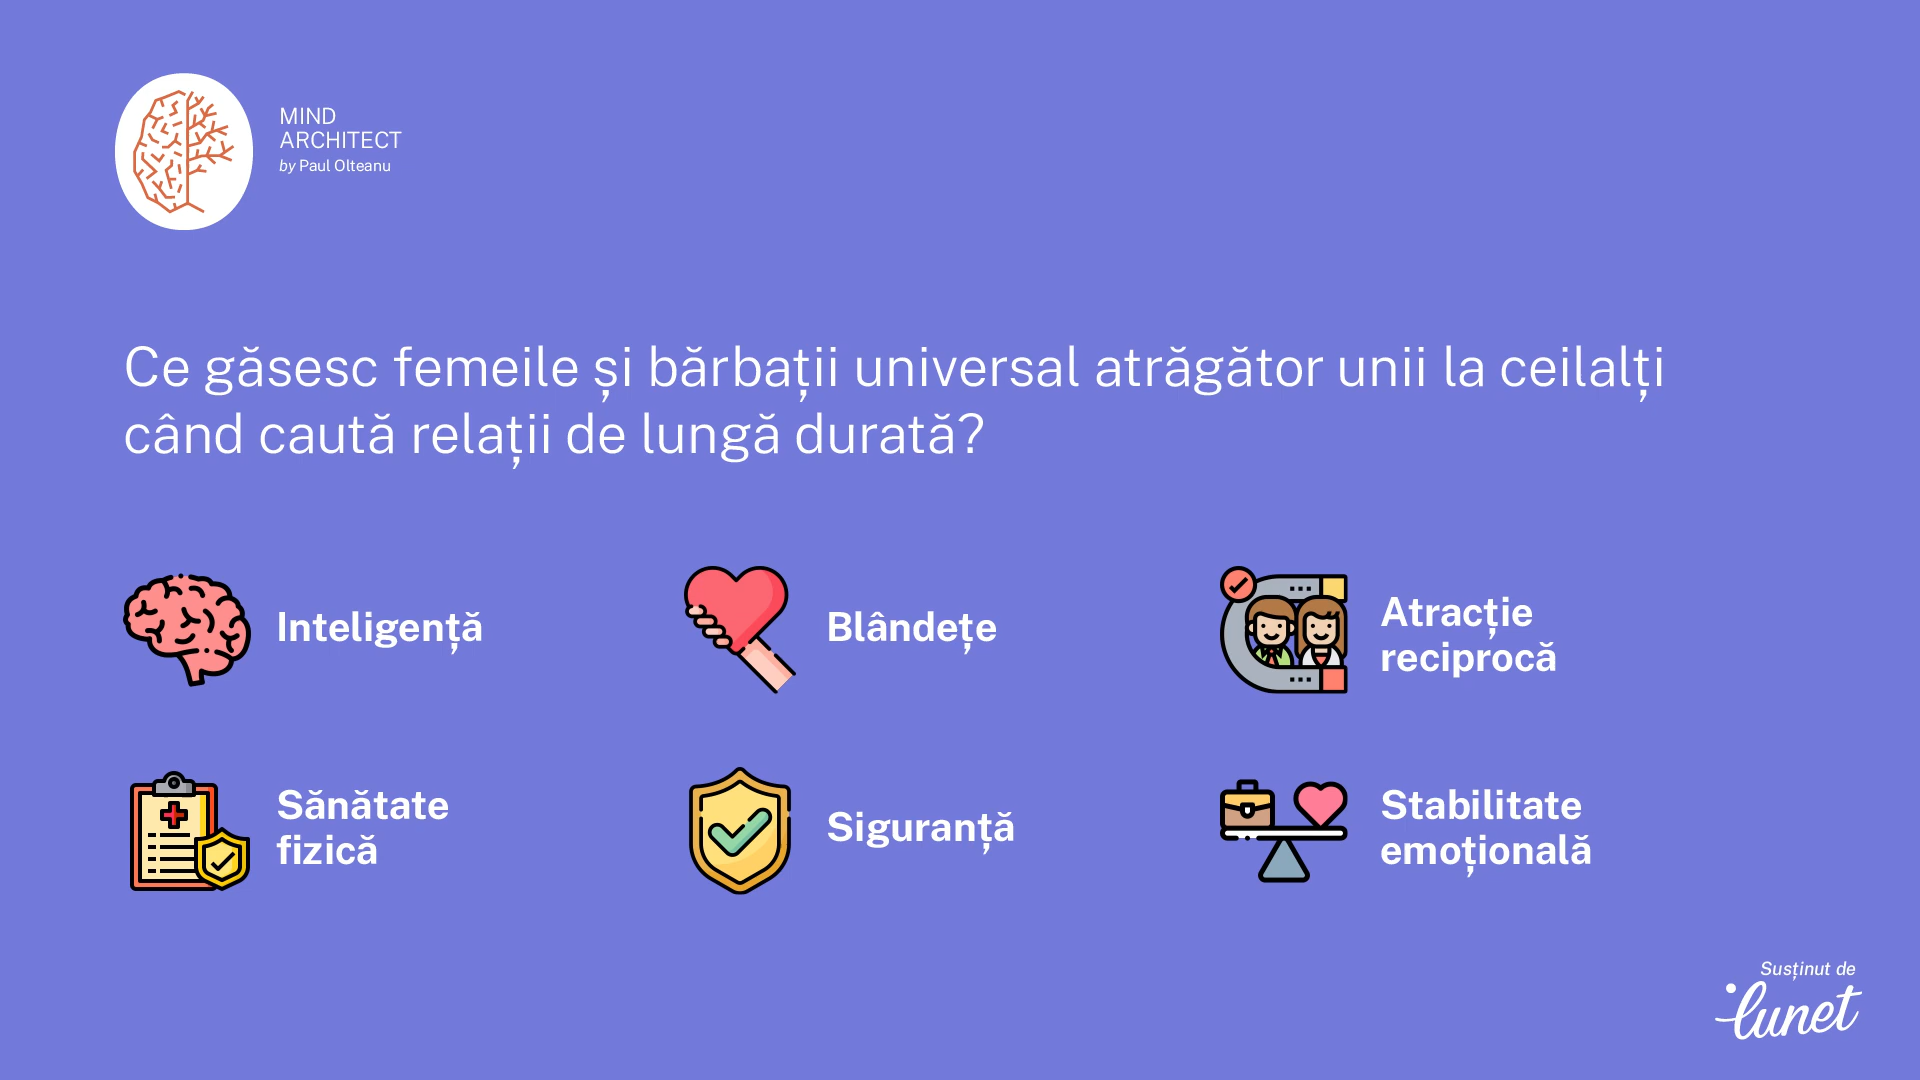 MIND
ARCHITECT
by Paul Olteanu
Ce găsesc femeile și bărbații universal atrăgător unii la ceilalți
când caută relații de lungă durată?
Inteligență
Blândețe
Atracție
reciprocă
Sănătate
fizică
Siguranță
Stabilitate
emoțională
Susținut de
lunet